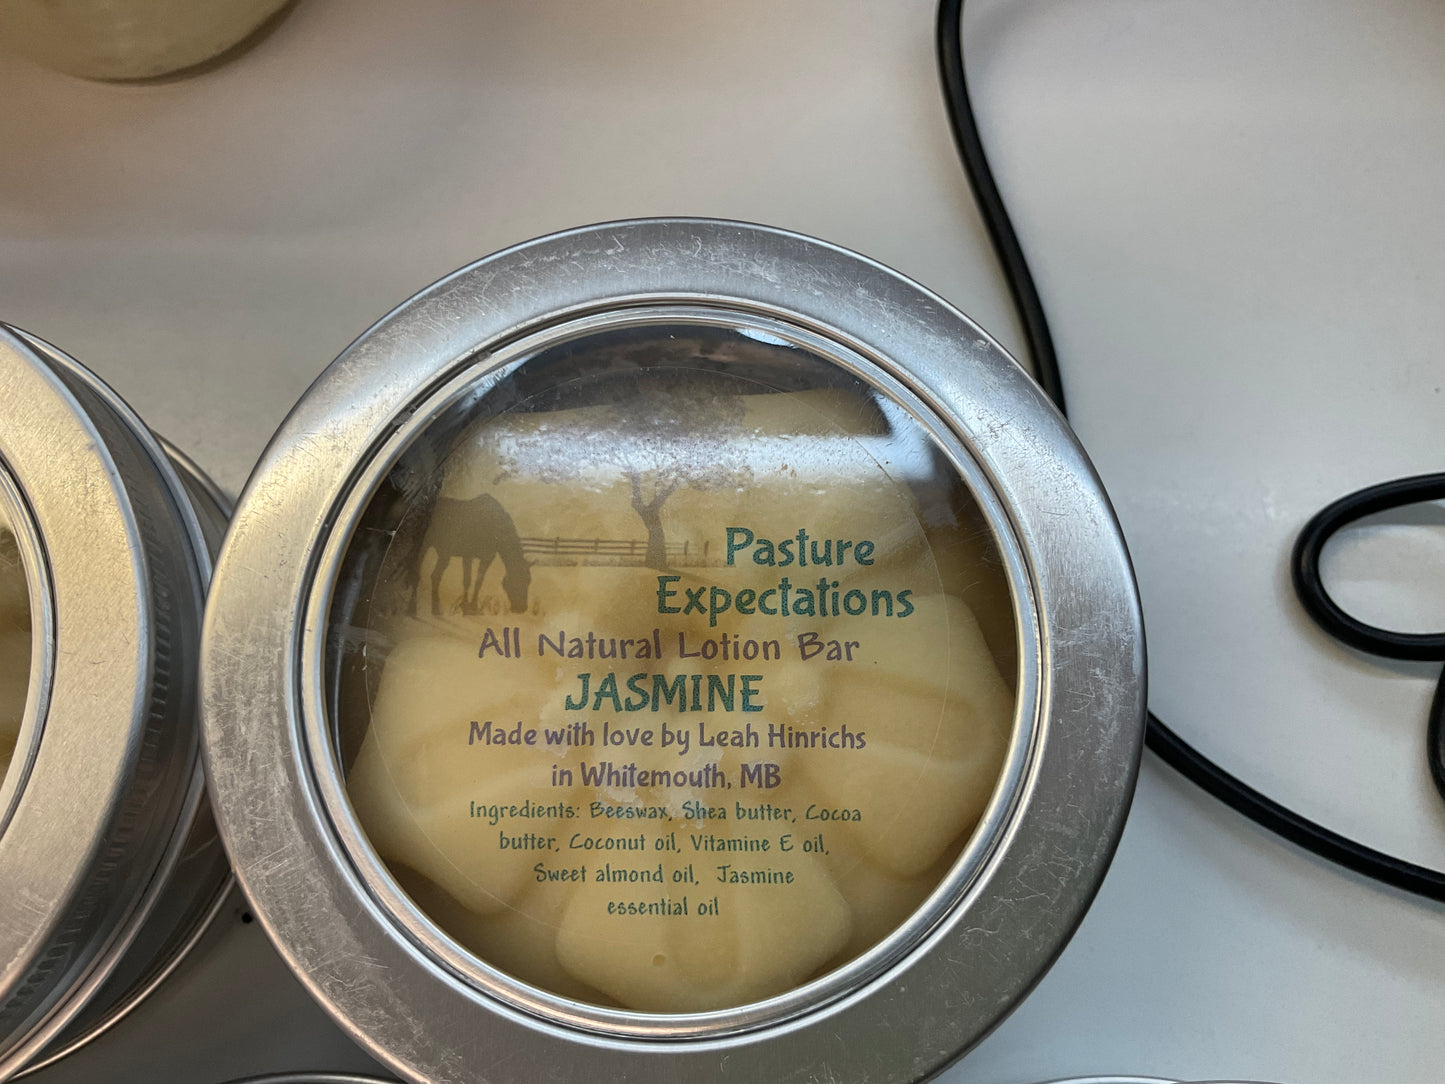 Pasture
Expectations
All Natural Lotion Bar
JASMINE
Made with love by Leah Hinrichs
in Whitemouth, MB
Ingredients: Beeswax, Shea butter, Cocoa
butter, Coconut oil, Vitamine E oil,
Sweet almond oil, Jasmine
essential oil